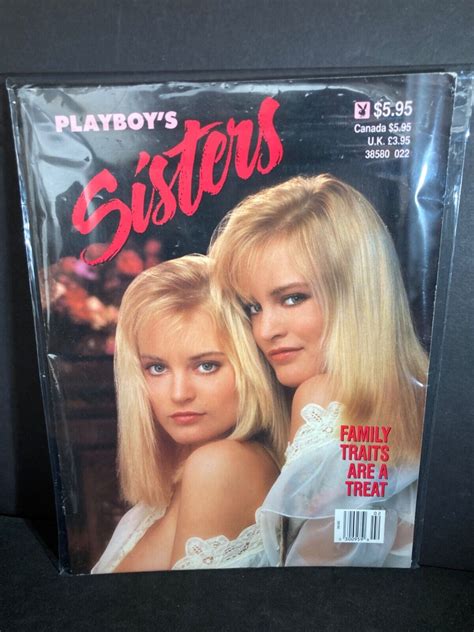 PLAYBOY'S
Sisters
$5.95
Canada $5.95
U.K. £3.95
38580 022
FAMILY
TRAITS
ARE A
TREAT